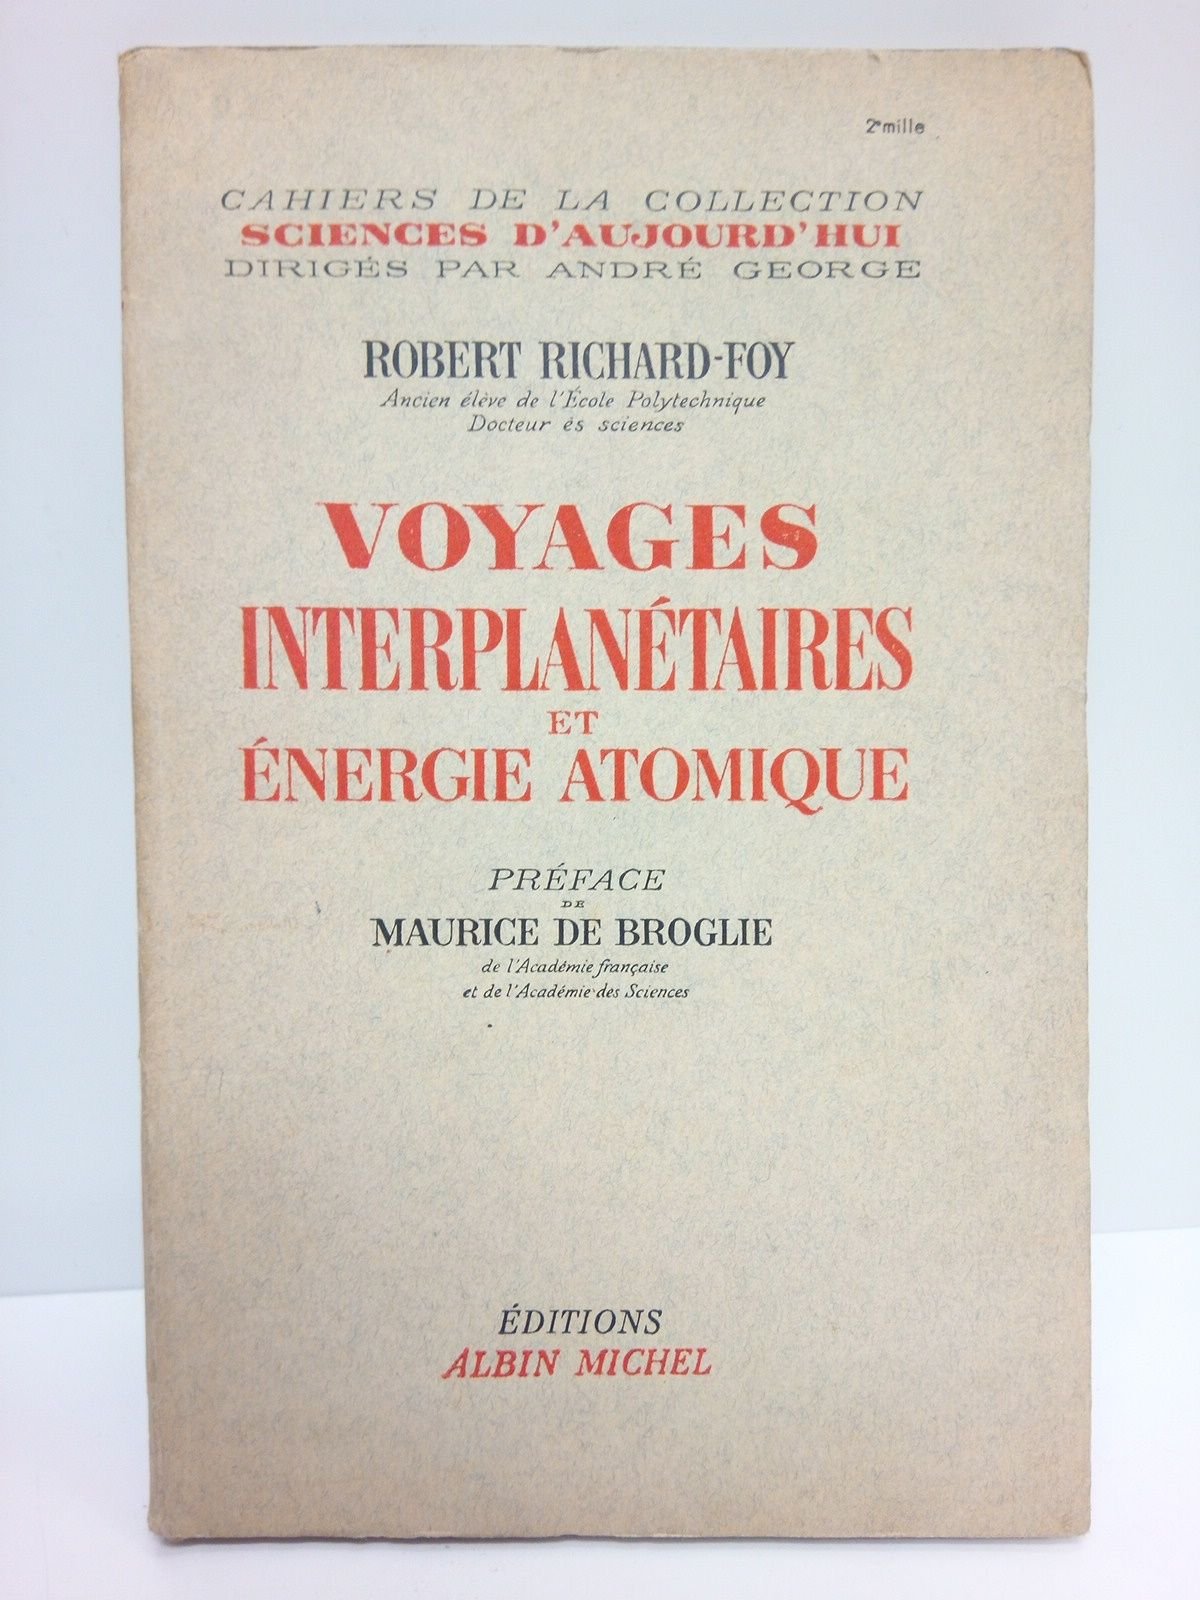 2e mille
CAHIERS DE LA COLLECTION
SCIENCES D'AUJOURD'HUI
DIRIGÉS PAR ANDRÉ GEORGE
ROBERT RICHARD-FOY
Ancien élève de l'École Polytechnique
Docteur ès sciences
VOYAGES
INTERPLANÉTAIRES
ET
ÉNERGIE ATOMIQUE
PRÉFACE
DE
MAURICE DE BROGLIE
de l'Académie française
et de l'Académie des Sciences
ÉDITIONS
ALBIN MICHEL